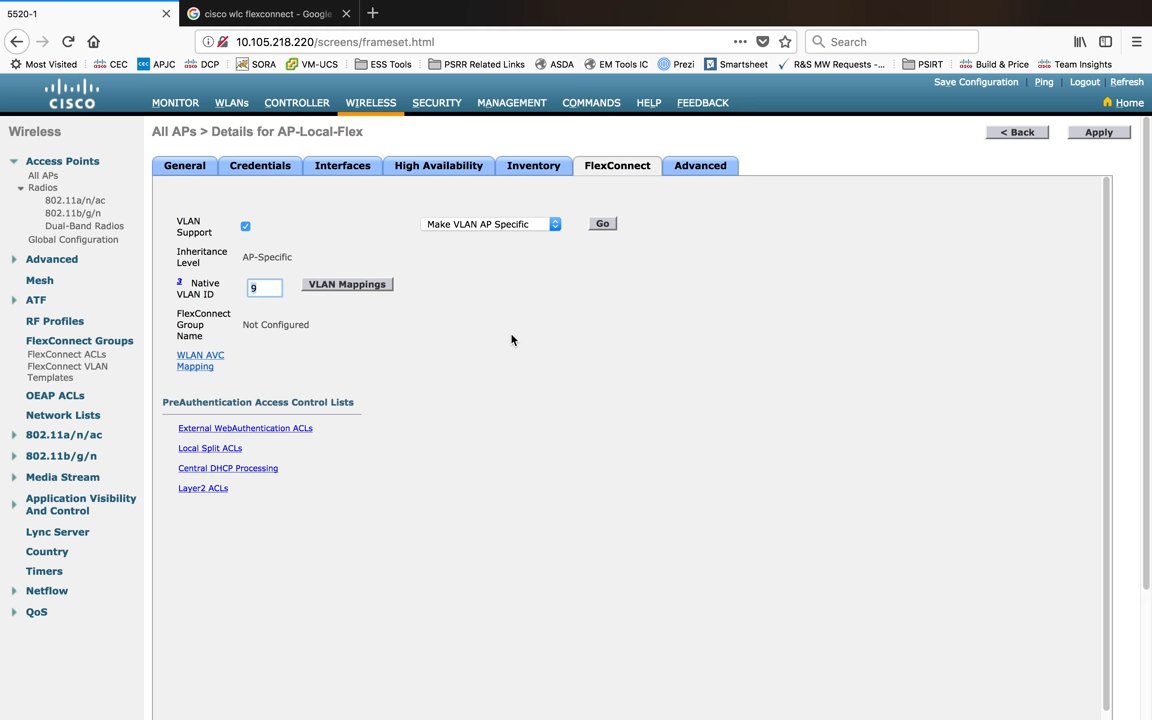 5520-1
cisco wlc flexconnect - Google
10.105.218.220/screens/frameset.html
Search
Most Visited
CEC
APJC
DCP
SORA
VM-UCS
ESS Tools
PSRR Related Links
ASDA
EM Tools IC
Prezi
Smartsheet
R&S MW Requests -...
PSIRT
Build & Price
Team Insights
CISCO
Save Configuration
Ping
Logout
Refresh
MONITOR
WLANs
CONTROLLER
WIRELESS
SECURITY
MANAGEMENT
COMMANDS
HELP
FEEDBACK
Home
Wireless
Access Points
All APs
Radios
802.11a/n/ac
802.11b/g/n
Dual-Band Radios
Global Configuration
Advanced
Mesh
ATF
RF Profiles
FlexConnect Groups
FlexConnect ACLs
FlexConnect VLAN
Templates
OEAP ACLs
Network Lists
802.11a/n/ac
802.11b/g/n
Media Stream
Application Visibility
And Control
Lync Server
Country
Timers
Netflow
QoS
All APs > Details for AP-Local-Flex
< Back
Apply
General
Credentials
Interfaces
High Availability
Inventory
FlexConnect
Advanced
VLAN
Support
Make VLAN AP Specific
Go
Inheritance
Level
AP-Specific
3 Native
VLAN ID
9
VLAN Mappings
FlexConnect
Group
Name
Not Configured
WLAN AVC
Mapping
PreAuthentication Access Control Lists
External WebAuthentication ACLs
Local Split ACLs
Central DHCP Processing
Layer2 ACLs